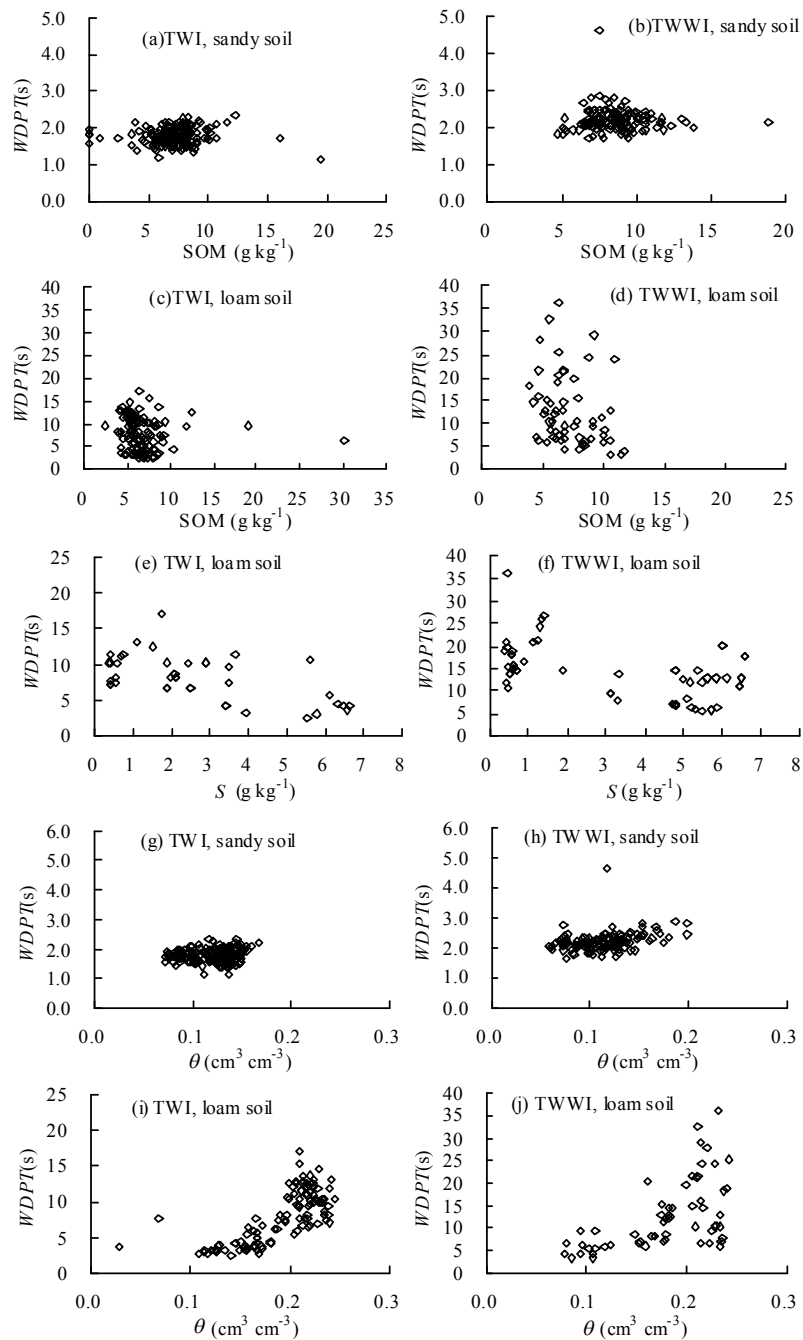 (a)TWI, sandy soil
WDPT(s)
5.0
4.0
3.0
2.0
1.0
0.0
0 5 10 15 20 25
SOM (g kg⁻¹)
(b)TWWI, sandy soil
WDPT(s)
5.0
4.0
3.0
2.0
1.0
0.0
0 5 10 15 20
SOM (g kg⁻¹)
(c)TWI, loam soil
WDPT(s)
40
35
30
25
20
15
10
5
0
0 5 10 15 20 25 30 35
SOM (g kg⁻¹)
(d) TWWI, loam soil
WDPT(s)
40
35
30
25
20
15
10
5
0
0 5 10 15 20 25
SOM (g kg⁻¹)
(e) TWI, loam soil
WDPT(s)
25
20
15
10
5
0
0 1 2 3 4 5 6 7 8
S (g kg⁻¹)
(f) TWWI, loam soil
WDPT(s)
40
35
30
25
20
15
10
5
0
0 1 2 3 4 5 6 7 8
S (g kg⁻¹)
(g) TWI, sandy soil
WDPT(s)
6.0
5.0
4.0
3.0
2.0
1.0
0.0
0.0 0.1 0.2 0.3
θ (cm³ cm⁻³)
(h) TWWI, sandy soil
WDPT(s)
6.0
5.0
4.0
3.0
2.0
1.0
0.0
0.0 0.1 0.2 0.3
θ (cm³ cm⁻³)
(i) TWI, loam soil
WDPT(s)
25
20
15
10
5
0
0.0 0.1 0.2 0.3
θ (cm³ cm⁻³)
(j) TWWI, loam soil
WDPT(s)
40
35
30
25
20
15
10
5
0
0.0 0.1 0.2 0.3
θ (cm³ cm⁻³)